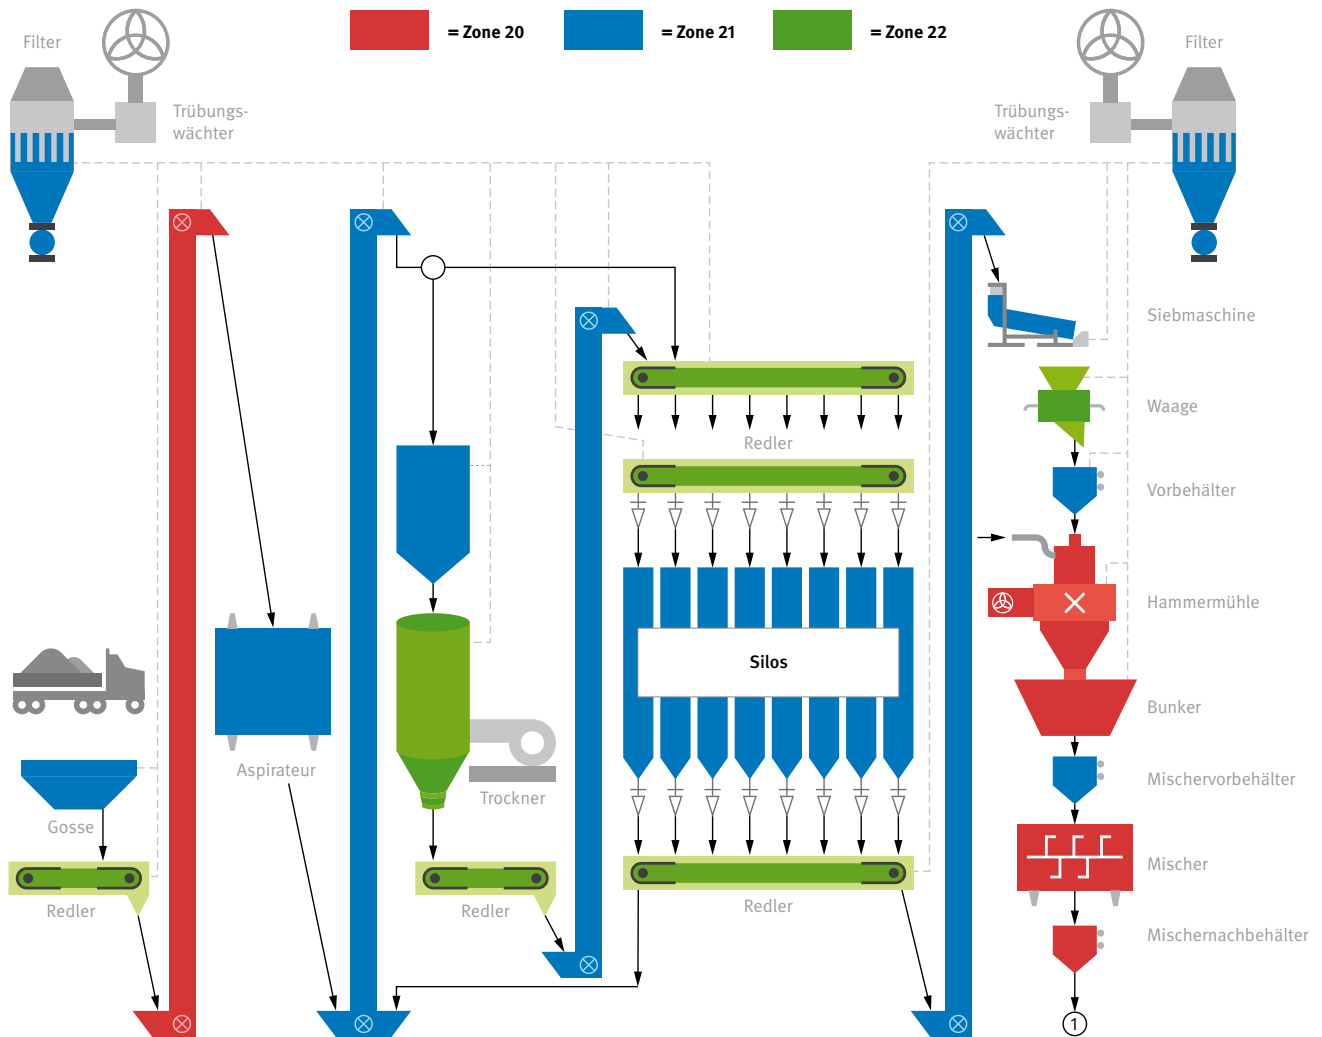 = Zone 20
= Zone 21
= Zone 22
Filter
Trübungs-
wächter
Trübungs-
wächter
Filter
Siebmaschine
Waage
Redler
Vorbehälter
Hammermühle
Silos
Bunker
Aspirateur
Trockner
Mischervorbehälter
Gosse
Mischer
Redler
Redler
Redler
Mischernachbehälter
1